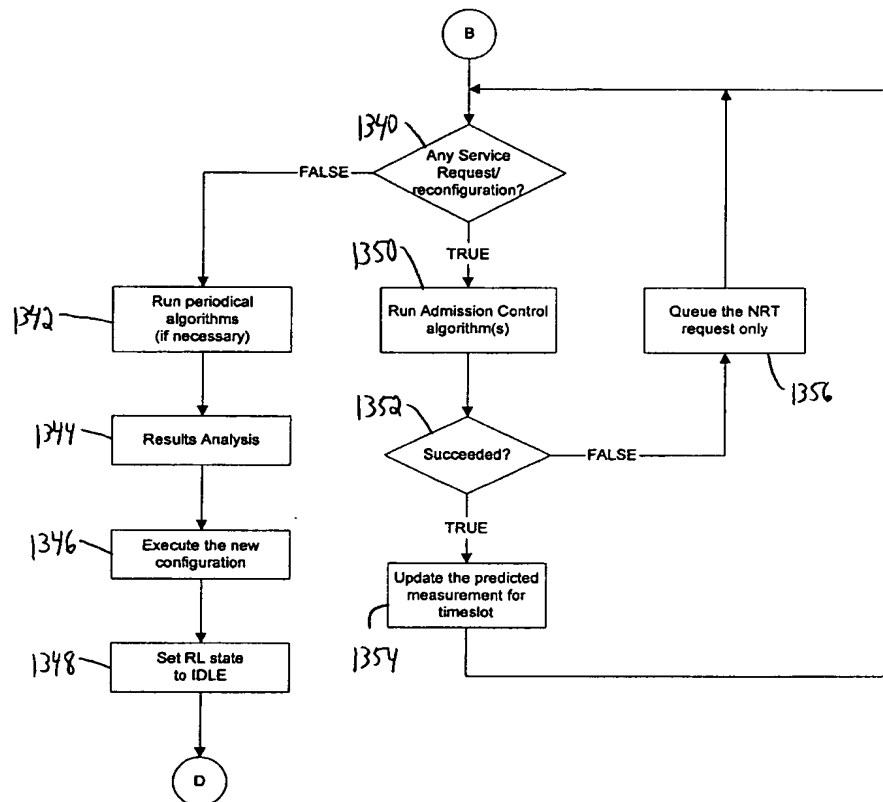 B
1340
Any Service
Request/
reconfiguration?
FALSE
TRUE
1350
1342
Run periodical
algorithms
(if necessary)
Run Admission Control
algorithm(s)
Queue the NRT
request only
1356
1352
1344
Results Analysis
Succeeded?
FALSE
TRUE
1346
Execute the new
configuration
Update the predicted
measurement for
timeslot
1354
1348
Set RL state
to IDLE
D